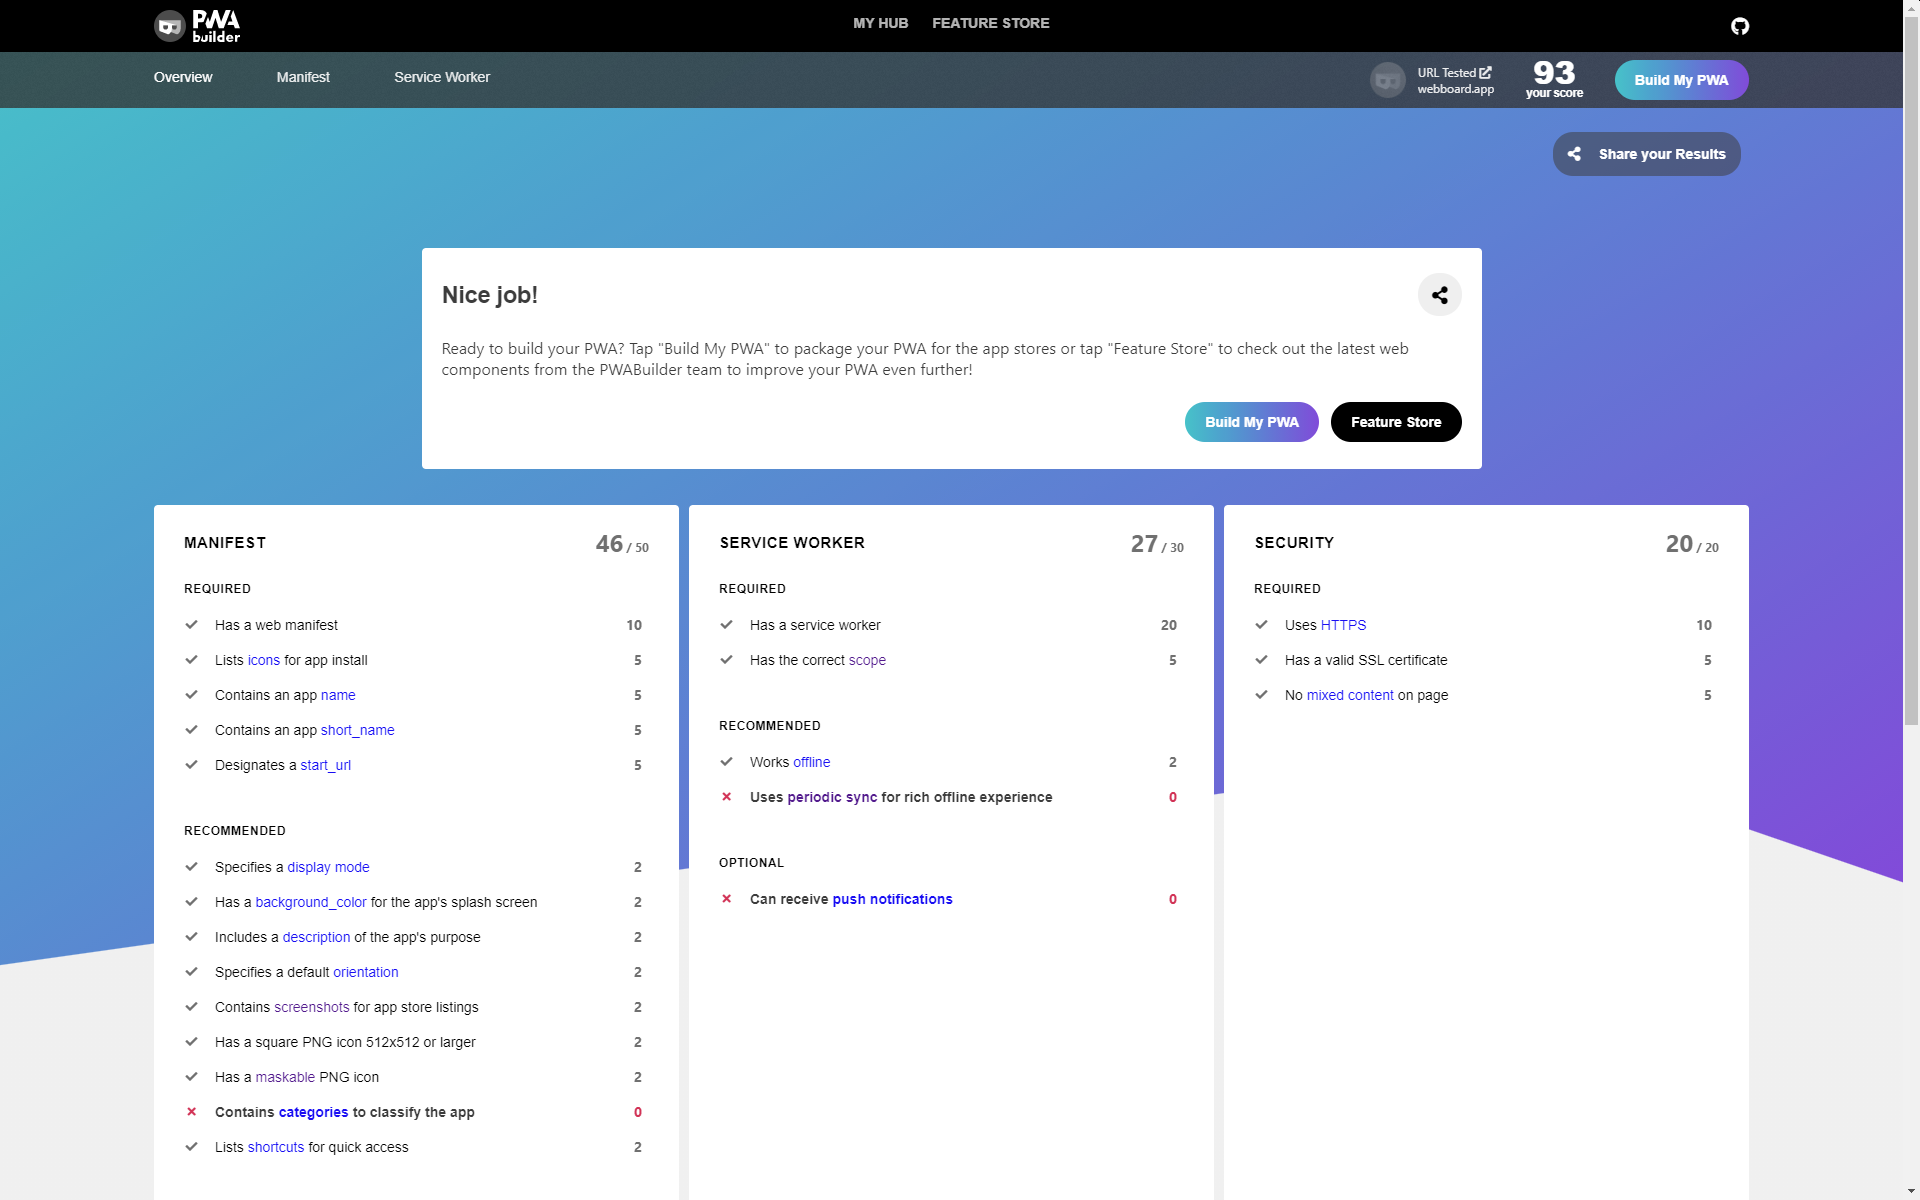 PWA
builder
MY HUB
FEATURE STORE
Overview
Manifest
Service Worker
URL Tested
webboard.app
93
your score
Build My PWA
Share your Results
Nice job!
Ready to build your PWA? Tap "Build My PWA" to package your PWA for the app stores or tap "Feature Store" to check out the latest web
components from the PWABuilder team to improve your PWA even further!
Build My PWA
Feature Store
MANIFEST
46 / 50
REQUIRED
Has a web manifest 10
Lists icons for app install 5
Contains an app name 5
Contains an app short_name 5
Designates a start_url 5
RECOMMENDED
Specifies a display mode 2
Has a background_color for the app's splash screen 2
Includes a description of the app's purpose 2
Specifies a default orientation 2
Contains screenshots for app store listings 2
Has a square PNG icon 512x512 or larger 2
Has a maskable PNG icon 2
Contains categories to classify the app 0
Lists shortcuts for quick access 2
SERVICE WORKER
27 / 30
REQUIRED
Has a service worker 20
Has the correct scope 5
RECOMMENDED
Works offline 2
Uses periodic sync for rich offline experience 0
OPTIONAL
Can receive push notifications 0
SECURITY
20 / 20
REQUIRED
Uses HTTPS 10
Has a valid SSL certificate 5
No mixed content on page 5